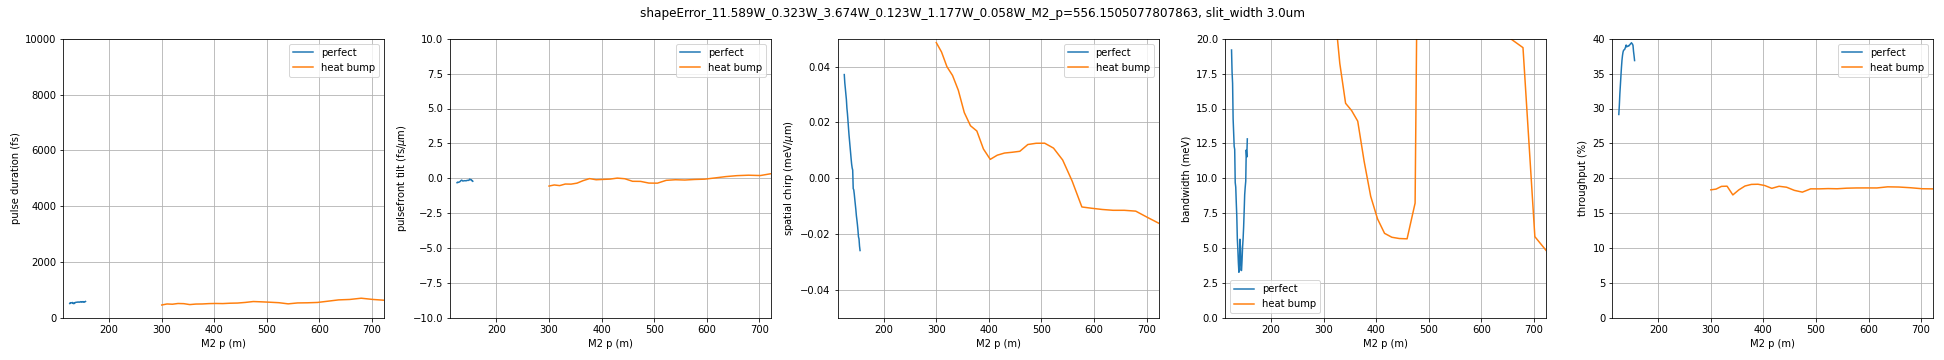 shapeError_11.589W_0.323W_3.674W_0.123W_1.177W_0.058W_M2_p=556.1505077807863, slit_width 3.0um
pulse duration (fs)
10000
8000
6000
4000
2000
0
perfect
heat bump
200 300 400 500 600 700
M2 p (m)
pulsefront tilt (fs/μm)
10.0
7.5
5.0
2.5
0.0
−2.5
−5.0
−7.5
−10.0
perfect
heat bump
200 300 400 500 600 700
M2 p (m)
spatial chirp (meV/μm)
0.04
0.02
0.00
−0.02
−0.04
perfect
heat bump
200 300 400 500 600 700
M2 p (m)
bandwidth (meV)
20.0
17.5
15.0
12.5
10.0
7.5
5.0
2.5
0.0
perfect
heat bump
200 300 400 500 600 700
M2 p (m)
throughput (%)
40
35
30
25
20
15
10
5
0
perfect
heat bump
200 300 400 500 600 700
M2 p (m)